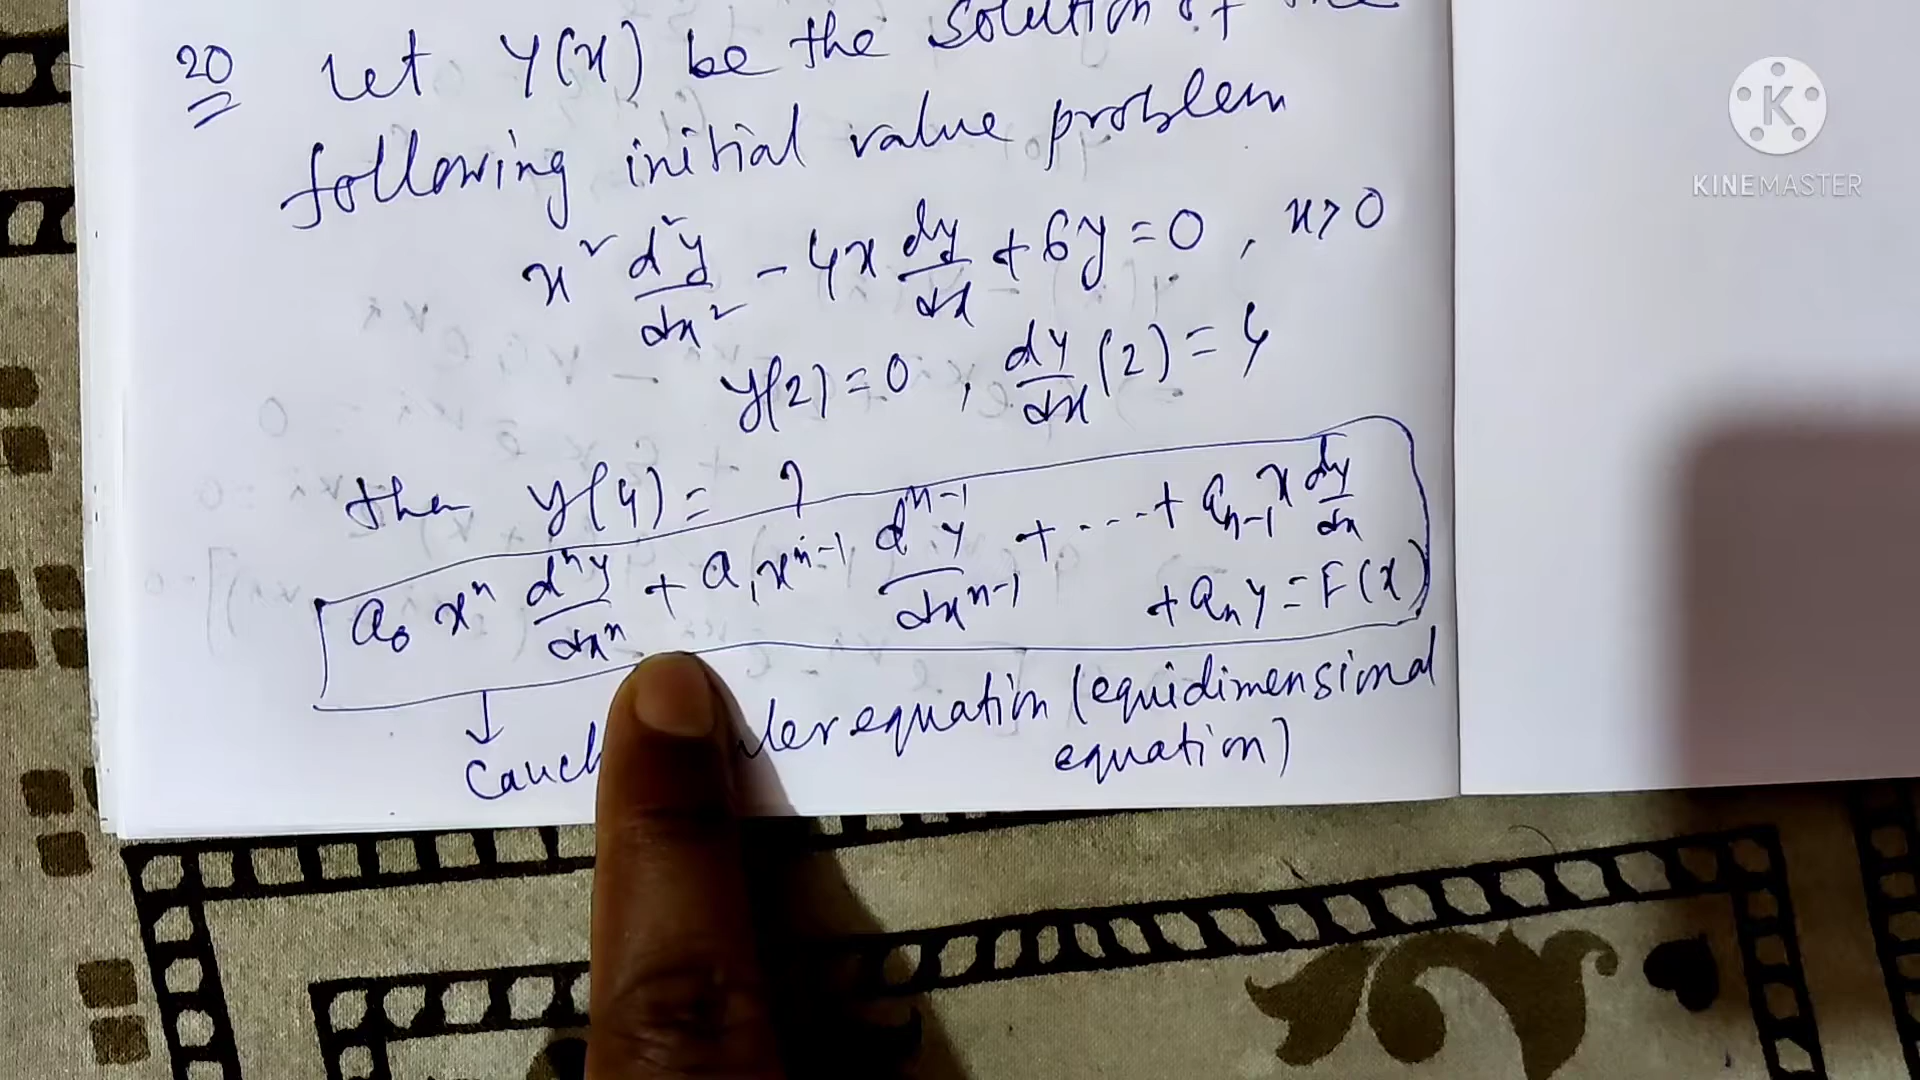 20 Let Y(x) be the solution of the
following initial value problem
x² d²y/dx² - 4x dy/dx + 6y = 0, x>0
y(2) = 0, dy/dx (2) = 4
then y(4) = ?
a₀ xⁿ dⁿy/dxⁿ + a₁ xⁿ⁻¹ dⁿ⁻¹y/dxⁿ⁻¹ + ---- + aₙ₋₁ x dy/dx
+ aₙ y = F(x)
equation (equidimensional
equation)
K
KINEMASTER